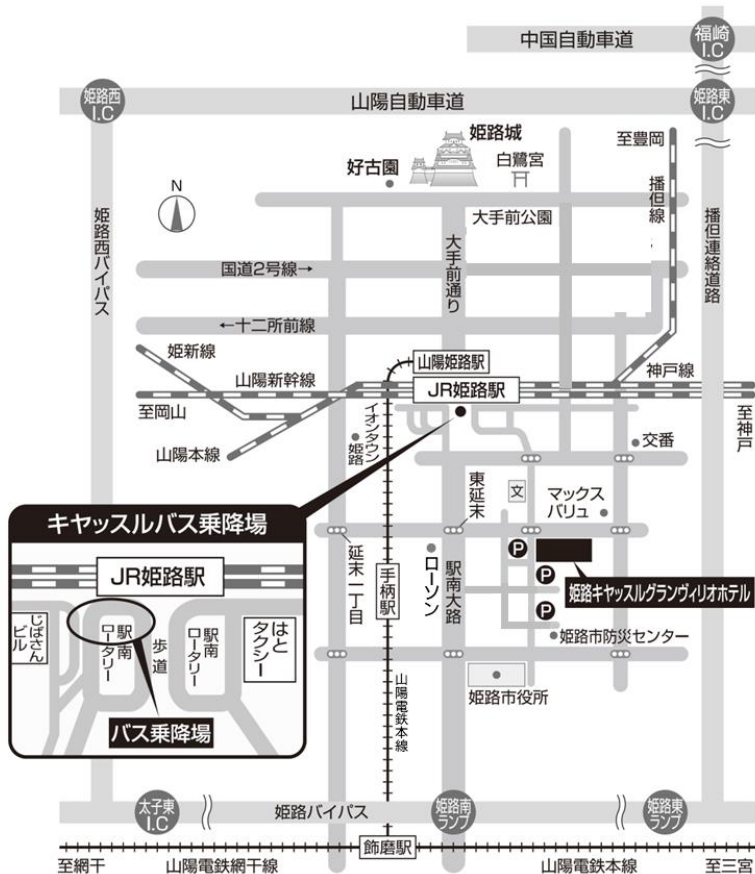 中国自動車道
福崎
I.C
姫路西
I.C
山陽自動車道
姫路東
I.C
姫路城
好古園
白鷺宮
至豊岡
播但線
N
大手前公園
姫路西バイパス
大手前通り
播但連絡道路
国道2号線→
←十二所前線
姫新線
山陽姫路駅
山陽新幹線
JR姫路駅
神戸線
至岡山
至神戸
山陽本線
イオンタウン
姫路
交番
キヤッスルバス乗降場
JR姫路駅
じばさん
ビル
駅南
ロータリー
歩道
駅南
ロータリー
はと
タクシー
バス乗降場
東延末
文
マックス
バリュ
延末一丁目
手柄駅
ローソン
駅南大路
P
P
P
姫路キヤッスルグランヴィリオホテル
姫路市防災センター
姫路市役所
山陽電鉄本線
太子東
I.C
姫路バイパス
姫路南
ランプ
姫路東
ランプ
飾磨駅
至網干
山陽電鉄網干線
山陽電鉄本線
至三宮